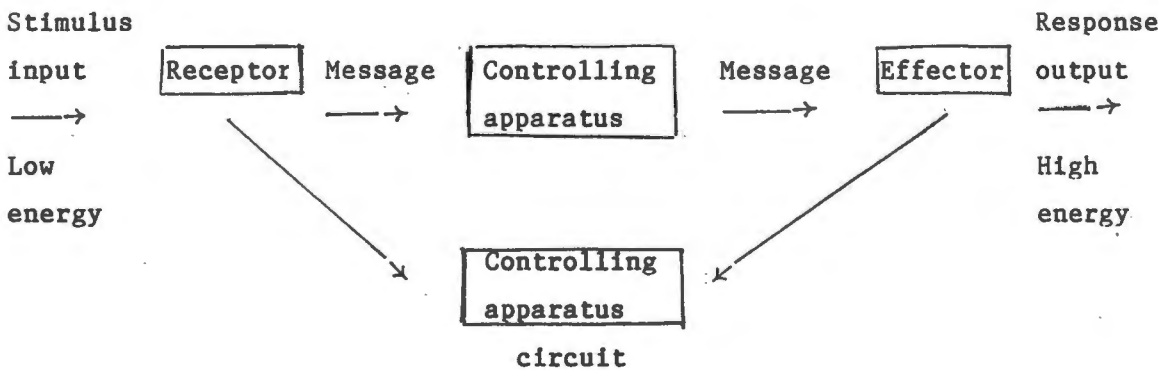 Stimulus Response
input Receptor Message Controlling Message Effector output
apparatus
Low High
energy energy
Controlling
apparatus
circuit